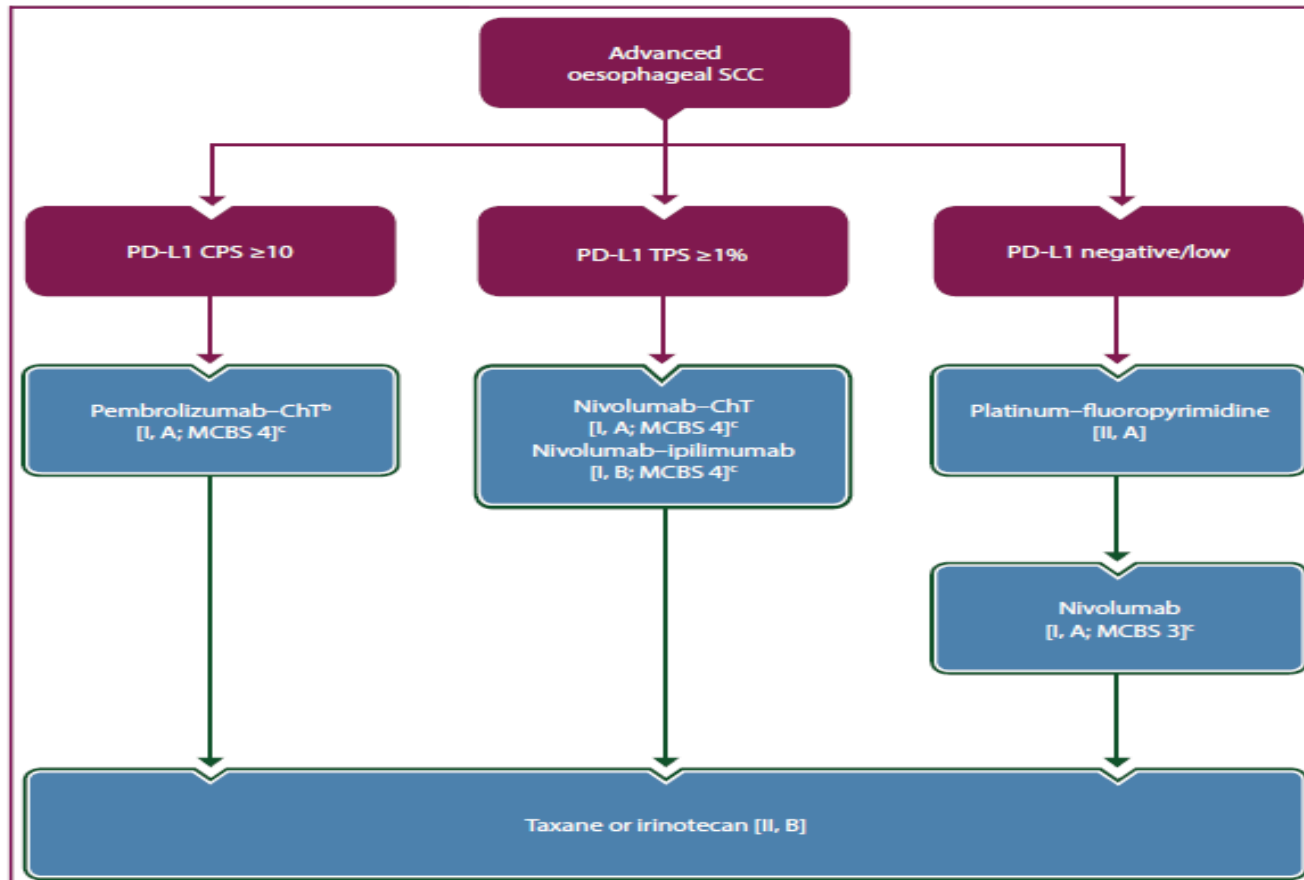 Advanced
oesophageal SCC
PD-L1 CPS ≥10
PD-L1 TPS ≥1%
PD-L1 negative/low
Pembrolizumab–ChTᵇ
[I, A; MCBS 4]ᶜ
Nivolumab–ChT
[I, A; MCBS 4]ᶜ
Nivolumab–ipilimumab
[I, B; MCBS 4]ᶜ
Platinum–fluoropyrimidine
[II, A]
Nivolumab
[I, A; MCBS 3]ᶜ
Taxane or irinotecan [II, B]